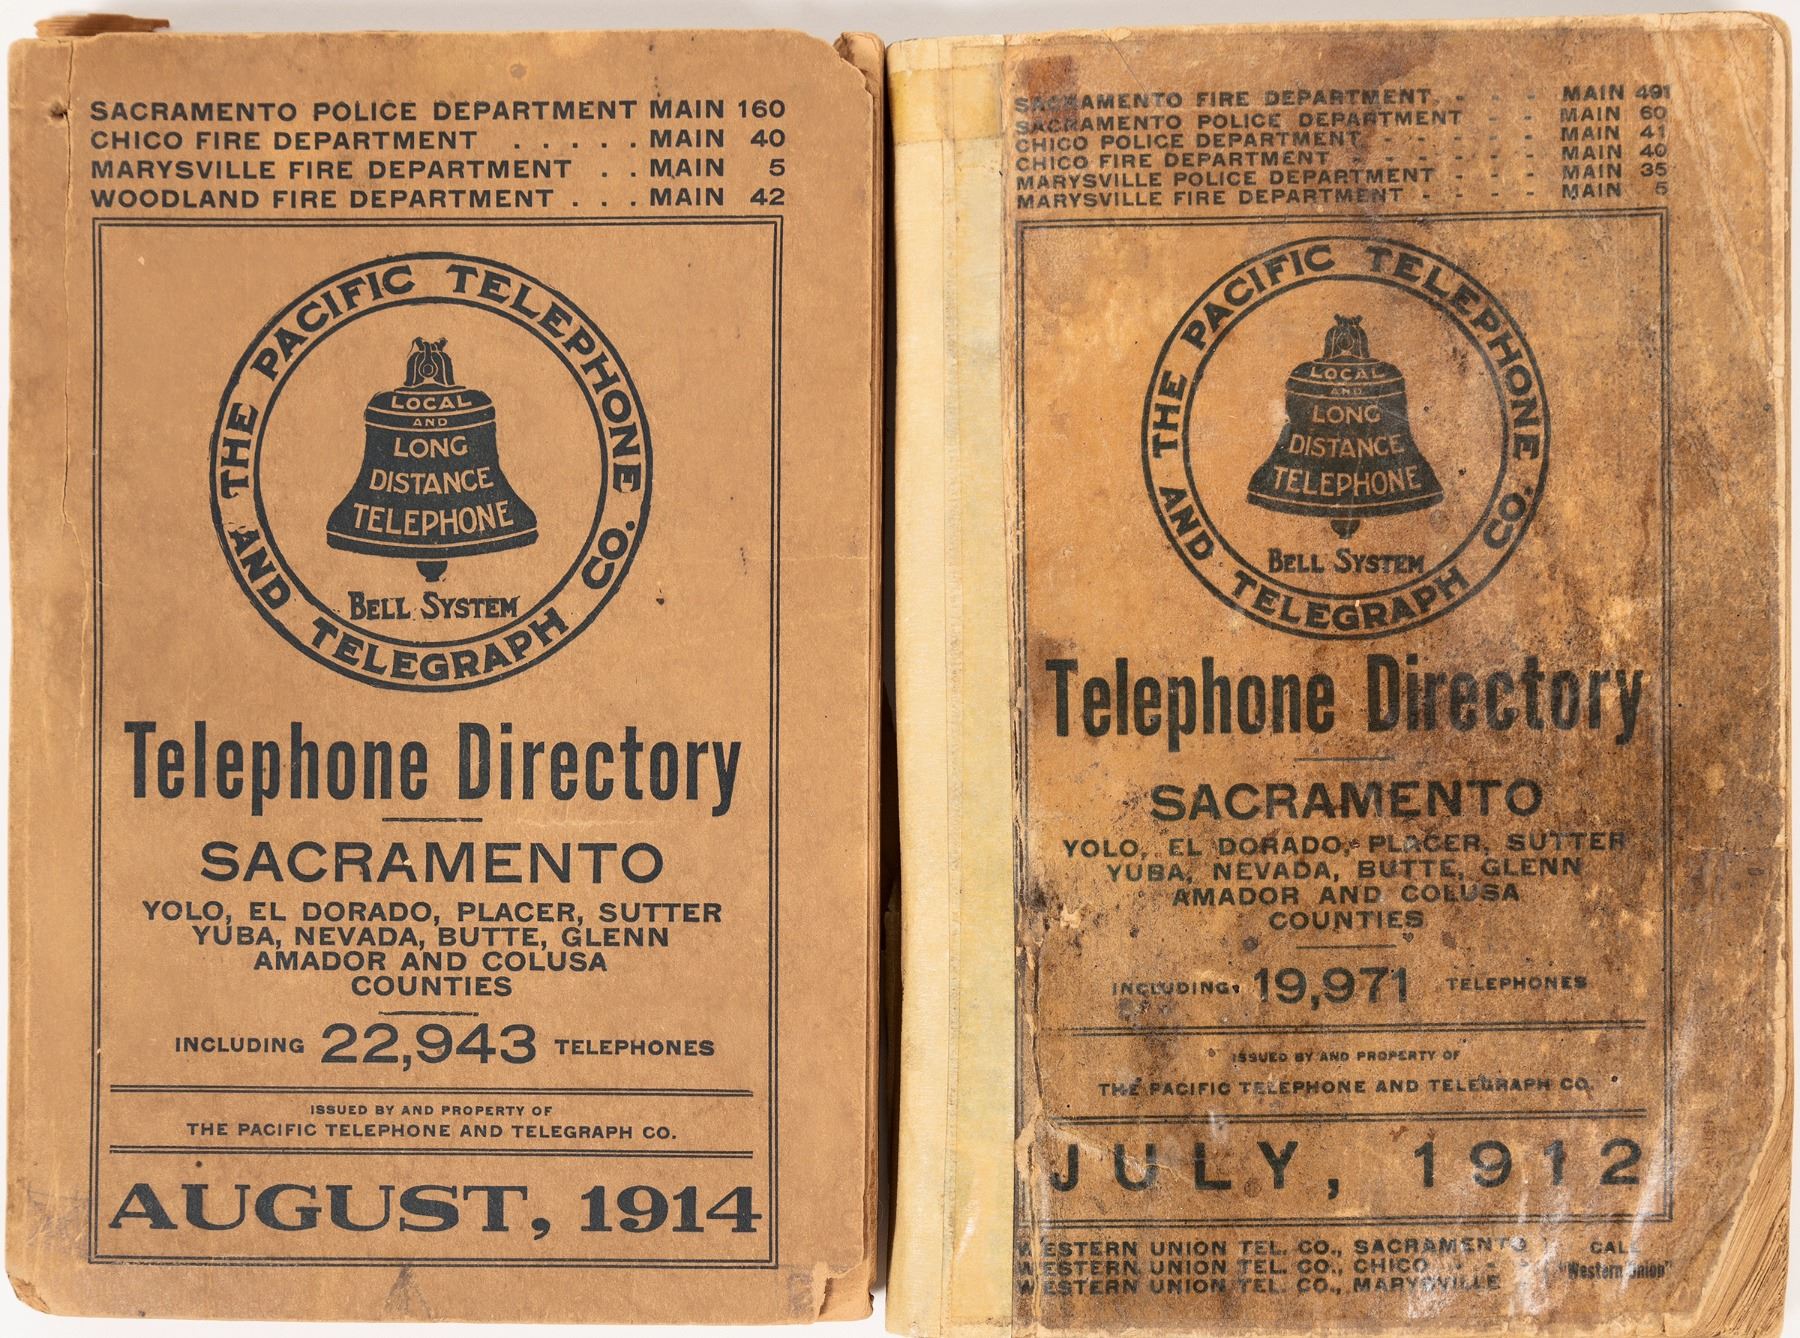 SACRAMENTO POLICE DEPARTMENT MAIN 160
CHICO FIRE DEPARTMENT . . . . . MAIN 40
MARYSVILLE FIRE DEPARTMENT . . MAIN 5
WOODLAND FIRE DEPARTMENT . . . MAIN 42
THE PACIFIC TELEPHONE AND TELEGRAPH CO.
LOCAL
AND
LONG
DISTANCE
TELEPHONE
BELL SYSTEM
Telephone Directory
SACRAMENTO
YOLO, EL DORADO, PLACER, SUTTER
YUBA, NEVADA, BUTTE, GLENN
AMADOR AND COLUSA
COUNTIES
INCLUDING 22,943 TELEPHONES
ISSUED BY AND PROPERTY OF
THE PACIFIC TELEPHONE AND TELEGRAPH CO.
AUGUST, 1914
SACRAMENTO FIRE DEPARTMENT. - - - MAIN 491
SACRAMENTO POLICE DEPARTMENT - - MAIN 60
CHICO POLICE DEPARTMENT - - - - - - MAIN 41
CHICO FIRE DEPARTMENT - - - - - - - MAIN 40
MARYSVILLE POLICE DEPARTMENT - - - - MAIN 35
MARYSVILLE FIRE DEPARTMENT - - - - MAIN 5
THE PACIFIC TELEPHONE AND TELEGRAPH CO.
LOCAL
AND
LONG
DISTANCE
TELEPHONE
BELL SYSTEM
Telephone Directory
SACRAMENTO
YOLO, EL DORADO, PLACER, SUTTER
YUBA, NEVADA, BUTTE, GLENN
AMADOR AND COLUSA
COUNTIES
INCLUDING 19,971 TELEPHONES
ISSUED BY AND PROPERTY OF
THE PACIFIC TELEPHONE AND TELEGRAPH CO.
JULY, 1912
WESTERN UNION TEL. CO., SACRAMENTO CALL
WESTERN UNION TEL. CO., CHICO - - - "Western Union"
WESTERN UNION TEL. CO., MARYSVILLE